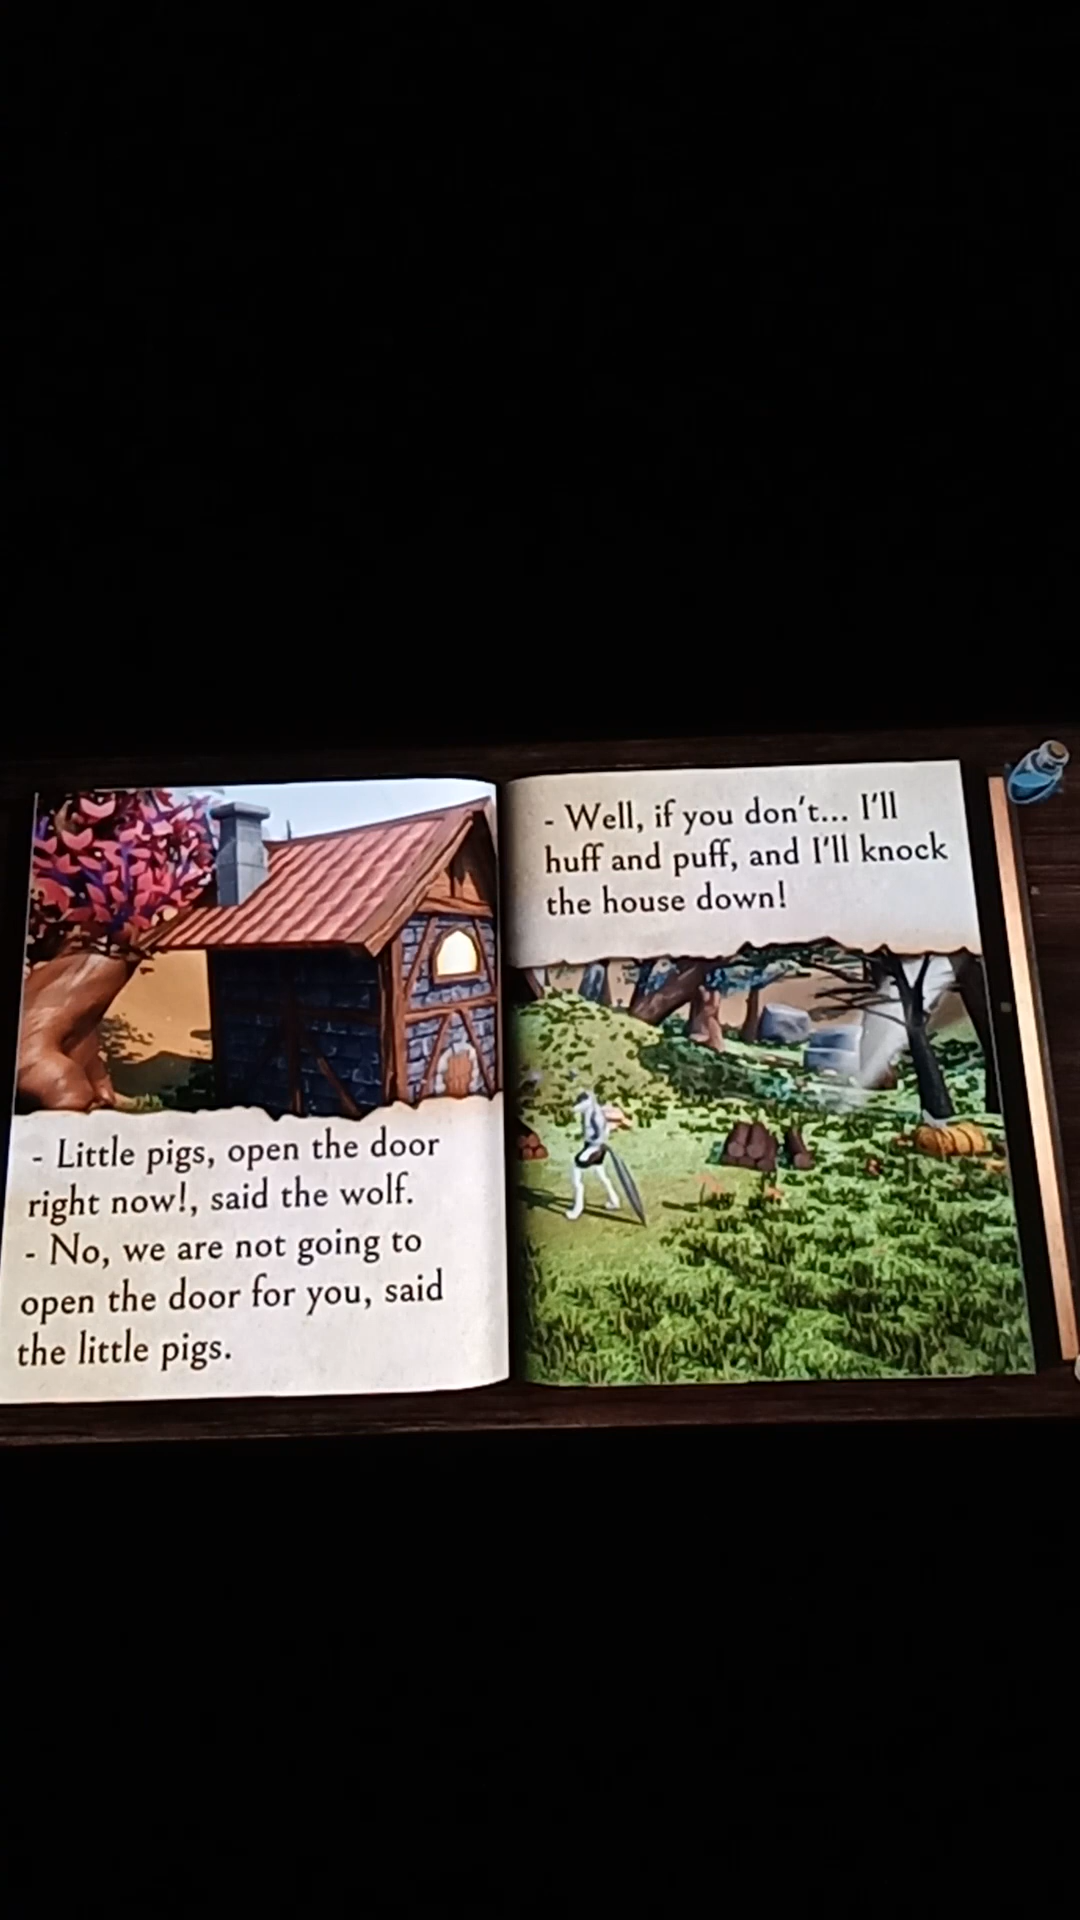 - Little pigs, open the door
right now!, said the wolf.
- No, we are not going to
open the door for you, said
the little pigs.
- Well, if you don't... I'll
huff and puff, and I'll knock
the house down!